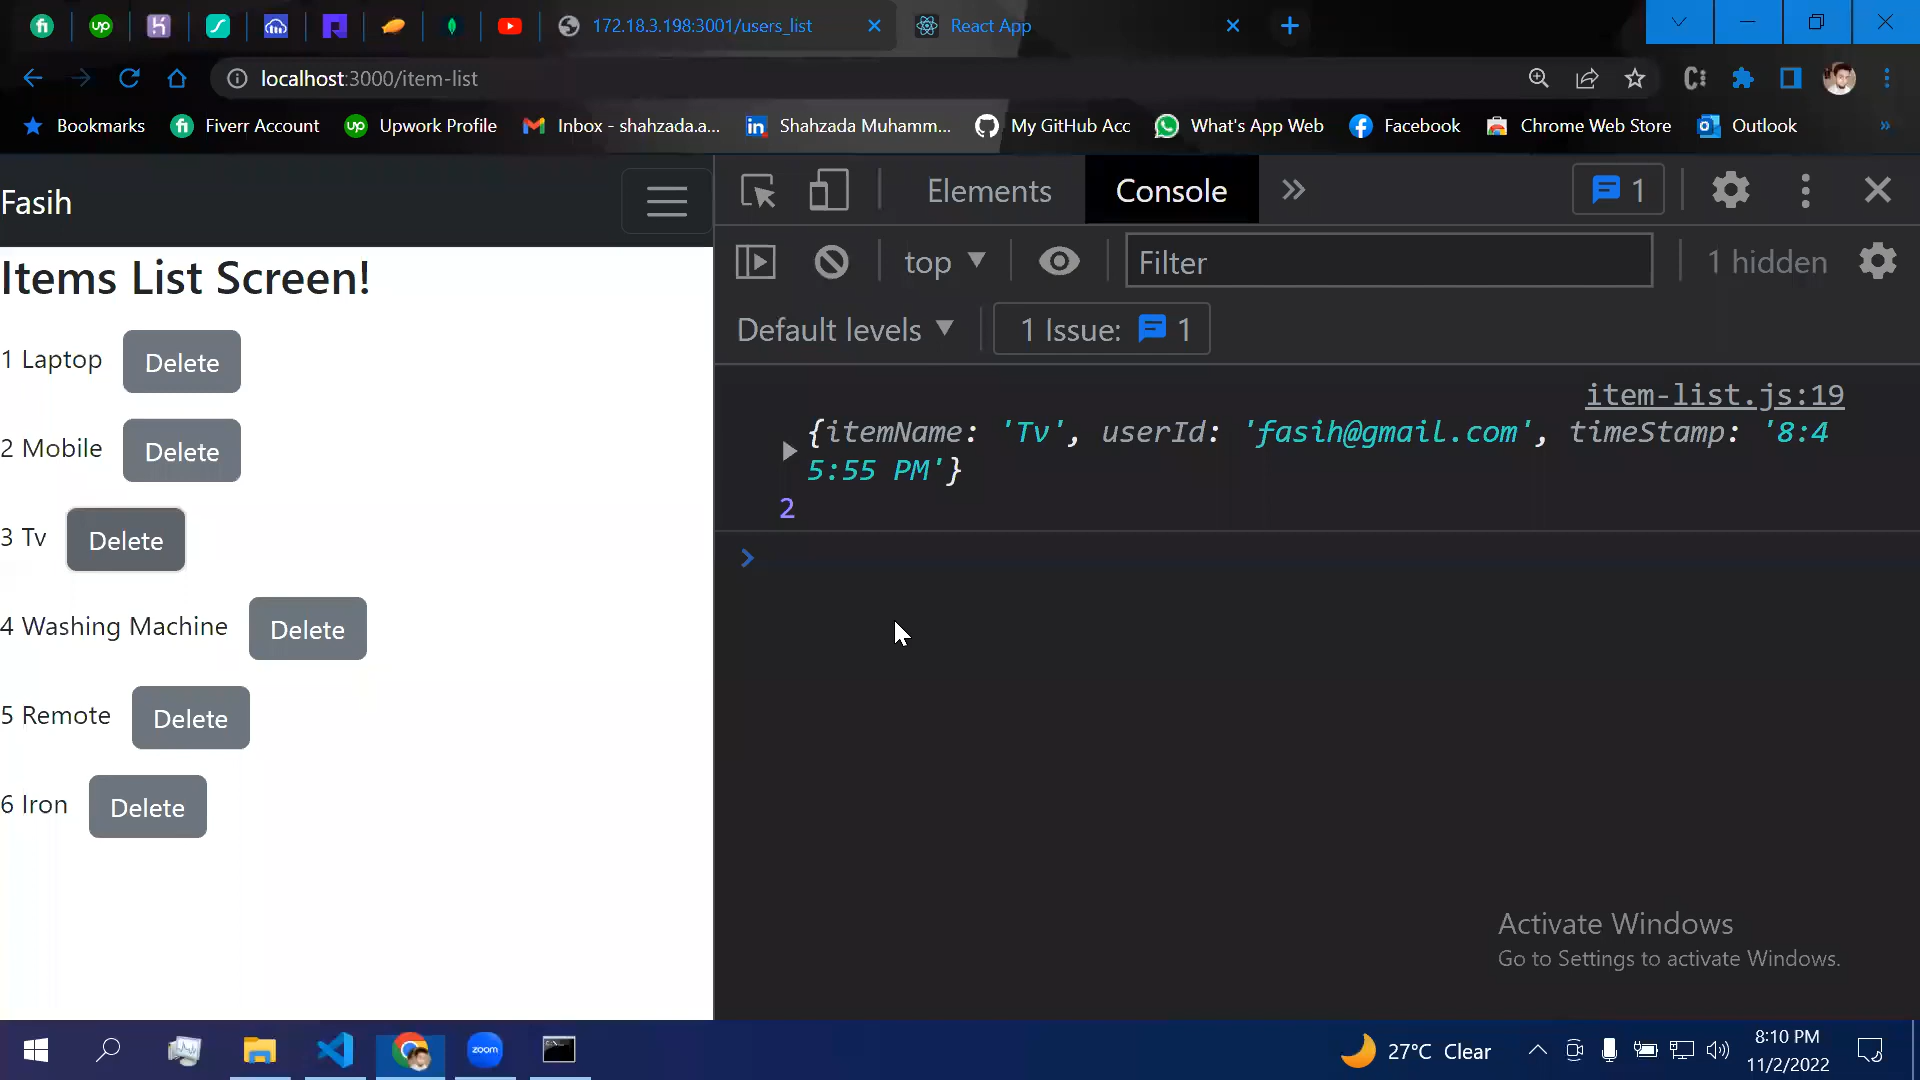 172.18.3.198:3001/users_list
React App
localhost:3000/item-list
Bookmarks
Fiverr Account
Upwork Profile
Inbox - shahzada.a...
Shahzada Muhamm...
My GitHub Acc
What's App Web
Facebook
Chrome Web Store
Outlook
»
Fasih
Items List Screen!
1 Laptop Delete
2 Mobile Delete
3 Tv Delete
4 Washing Machine Delete
5 Remote Delete
6 Iron Delete
Elements Console 1
top Filter 1 hidden
Default levels 1 Issue: 1
item-list.js:19
{itemName: 'Tv', userId: 'fasih@gmail.com', timeStamp: '8:4
5:55 PM'}
2
Activate Windows
Go to Settings to activate Windows.
zoom
27°C Clear
8:10 PM
11/2/2022